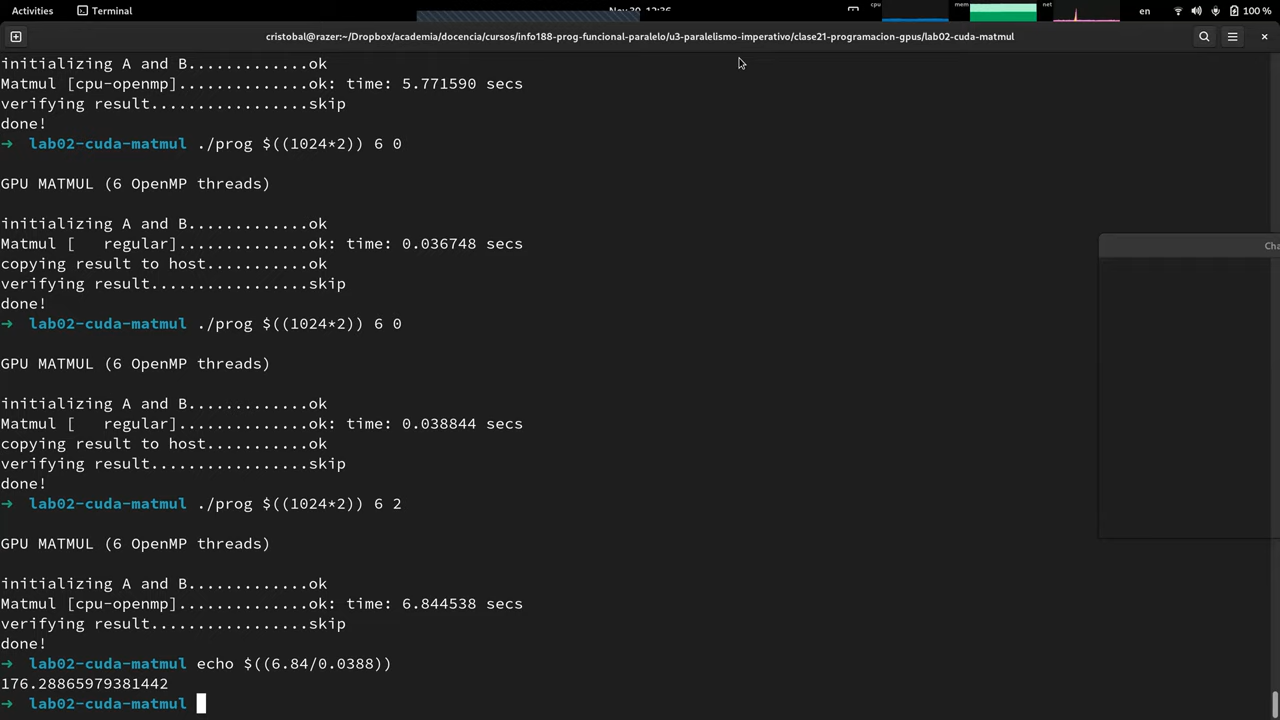 Activities Terminal cpu mem net en 100 %
cristobal@razer:~/Dropbox/academia/docencia/cursos/info188-prog-funcional-paralelo/u3-paralelismo-imperativo/clase21-programacion-gpus/lab02-cuda-matmul
initializing A and B.............ok
Matmul [cpu-openmp]..............ok: time: 5.771590 secs
verifying result.................skip
done!
→ lab02-cuda-matmul ./prog $((1024*2)) 6 0
GPU MATMUL (6 OpenMP threads)
initializing A and B.............ok
Matmul [   regular]..............ok: time: 0.036748 secs
copying result to host...........ok
verifying result.................skip
done!
→ lab02-cuda-matmul ./prog $((1024*2)) 6 0
GPU MATMUL (6 OpenMP threads)
initializing A and B.............ok
Matmul [   regular]..............ok: time: 0.038844 secs
copying result to host...........ok
verifying result.................skip
done!
→ lab02-cuda-matmul ./prog $((1024*2)) 6 2
GPU MATMUL (6 OpenMP threads)
initializing A and B.............ok
Matmul [cpu-openmp]..............ok: time: 6.844538 secs
verifying result.................skip
done!
→ lab02-cuda-matmul echo $((6.84/0.0388))
176.28865979381442
→ lab02-cuda-matmul